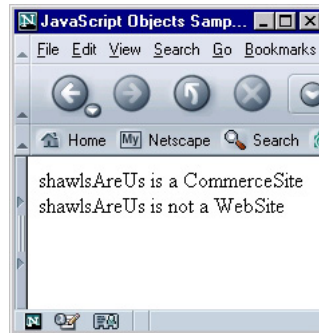 JavaScript Objects Samp...
File Edit View Search Go Bookmarks
Home My Netscape Search
shawlsAreUs is a CommerceSite
shawlsAreUs is not a WebSite